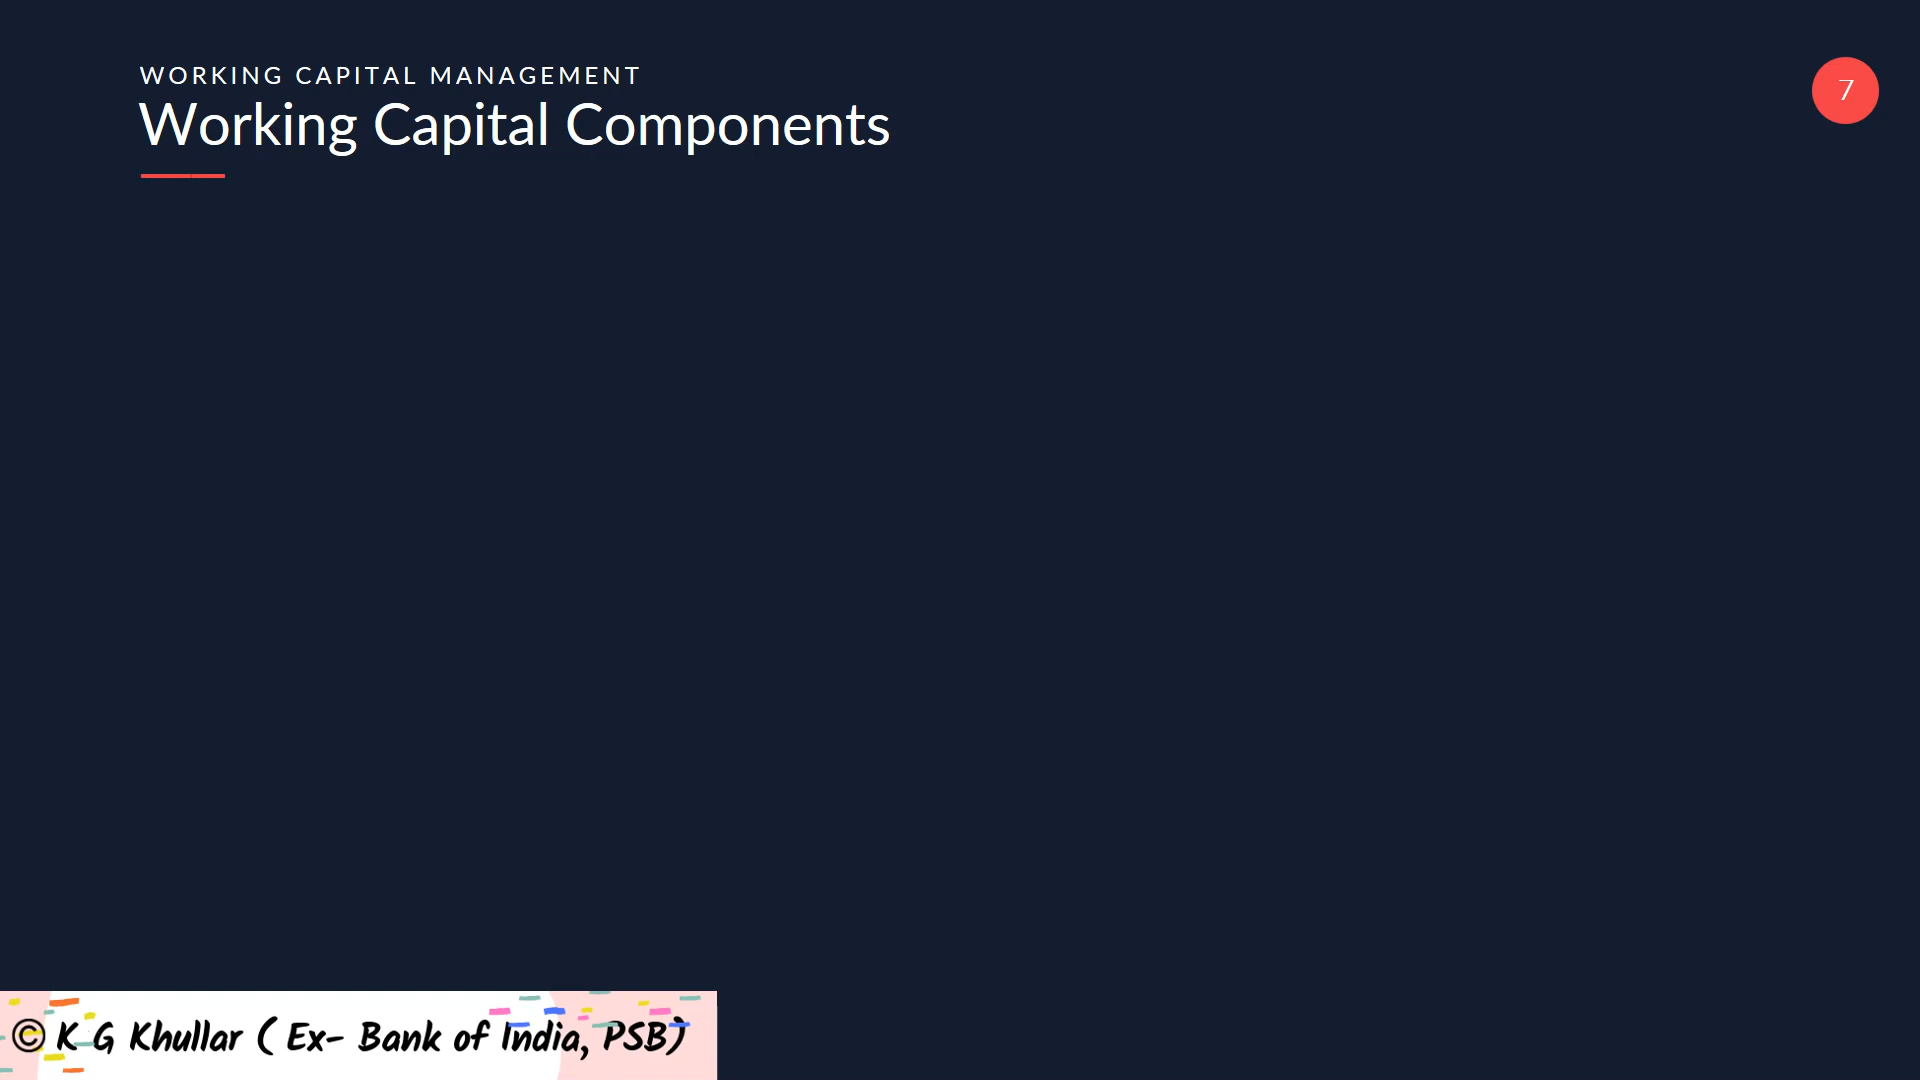 WORKING CAPITAL MANAGEMENT
Working Capital Components
7
© K G Khullar ( Ex- Bank of India, PSB)